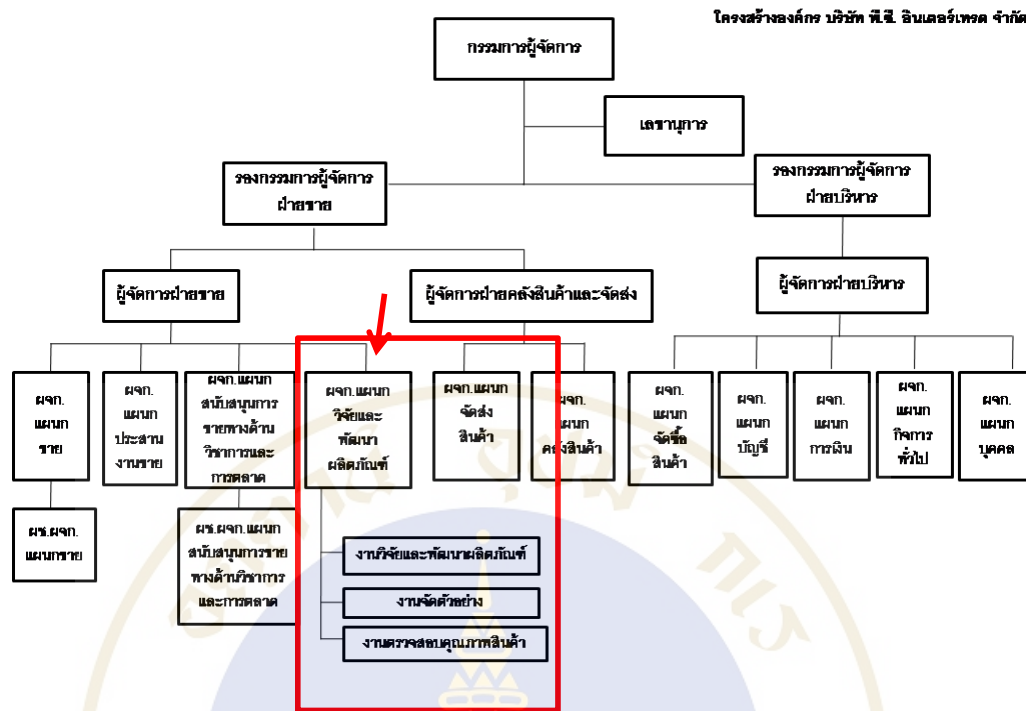 โครงสร้างองค์กร บริษัท พี.ซี. อินเตอร์เทรด จำกัด
กรรมการผู้จัดการ
เลขานุการ
รองกรรมการผู้จัดการ
ฝ่ายขาย
รองกรรมการผู้จัดการ
ฝ่ายบริหาร
ผู้จัดการฝ่ายขาย
ผู้จัดการฝ่ายคลังสินค้าและจัดส่ง
ผู้จัดการฝ่ายบริหาร
ผจก.
แผนก
ขาย
ผจก.
แผนก
ประสาน
งานขาย
ผจก.แผนก
สนับสนุนการ
ขายทางด้าน
วิชาการและ
การตลาด
ผจก.แผนก
วิจัยและ
พัฒนา
ผลิตภัณฑ์
ผจก.แผนก
จัดส่ง
สินค้า
ผจก.
แผนก
คลังสินค้า
ผจก.
แผนก
จัดซื้อ
สินค้า
ผจก.
แผนก
บัญชี
ผจก.
แผนก
การเงิน
ผจก.
แผนก
กิจการ
ทั่วไป
ผจก.
แผนก
บุคคล
ผช.ผจก.
แผนกขาย
ผช.ผจก.แผนก
สนับสนุนการขาย
ทางด้านวิชาการ
และการตลาด
งานวิจัยและพัฒนาผลิตภัณฑ์
งานจัดตัวอย่าง
งานตรวจสอบคุณภาพสินค้า